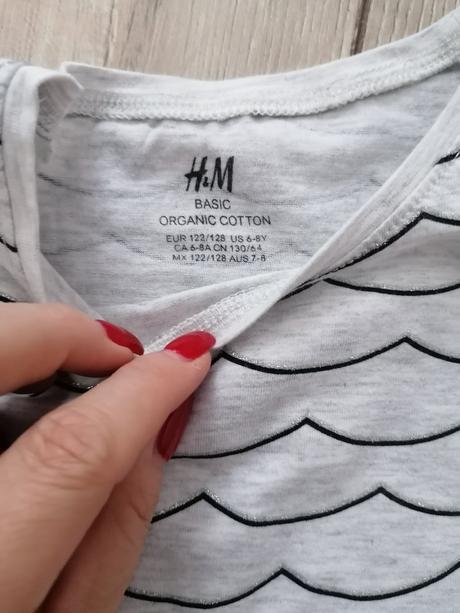 H&M
BASIC
ORGANIC COTTON
EUR 122/128 US 6-8Y
CA 6-8A CN 130/64
MX 122/128 AUS 7-8